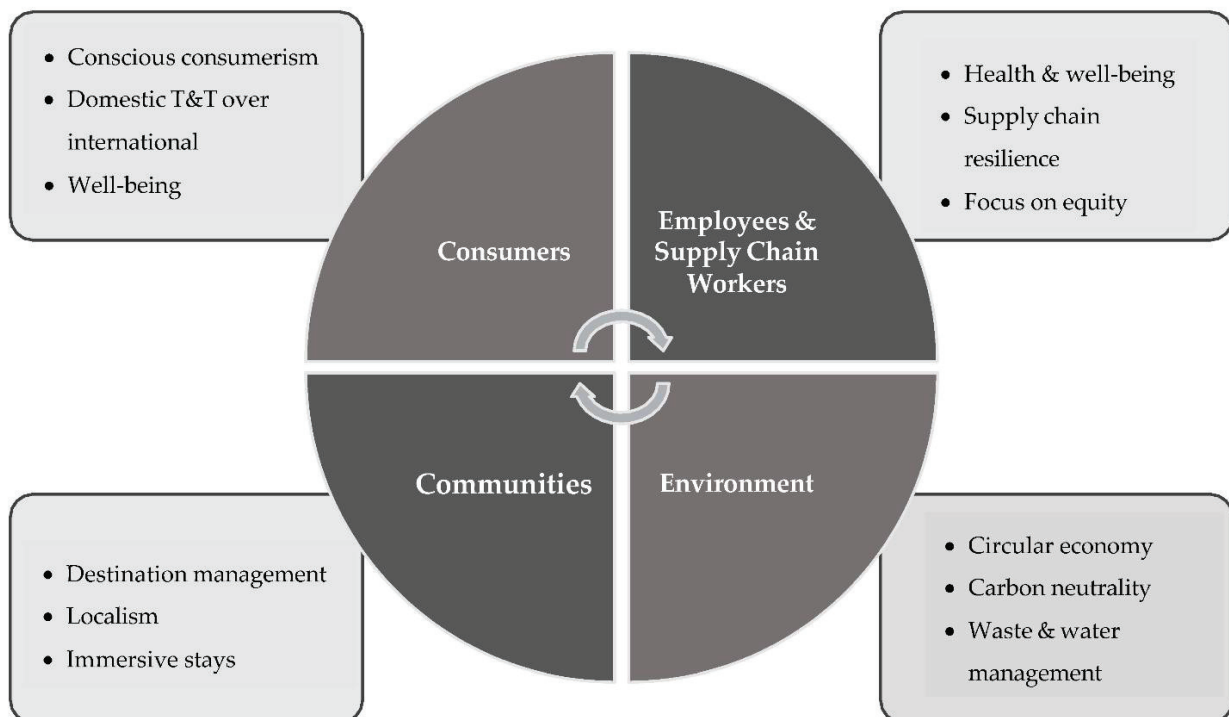 • Conscious consumerism
• Domestic T&T over
international
• Well-being
• Health & well-being
• Supply chain
resilience
• Focus on equity
Consumers
Employees &
Supply Chain
Workers
Communities
Environment
• Destination management
• Localism
• Immersive stays
• Circular economy
• Carbon neutrality
• Waste & water
management